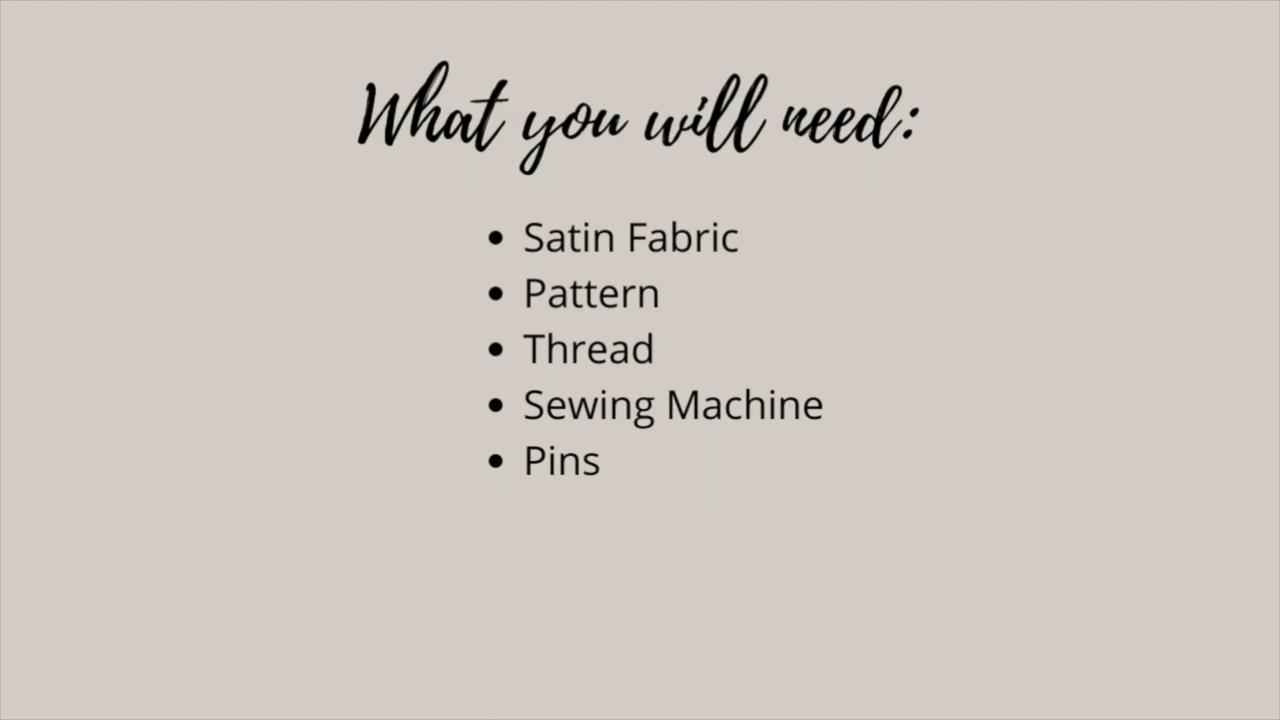 What you will need:
• Satin Fabric
• Pattern
• Thread
• Sewing Machine
• Pins